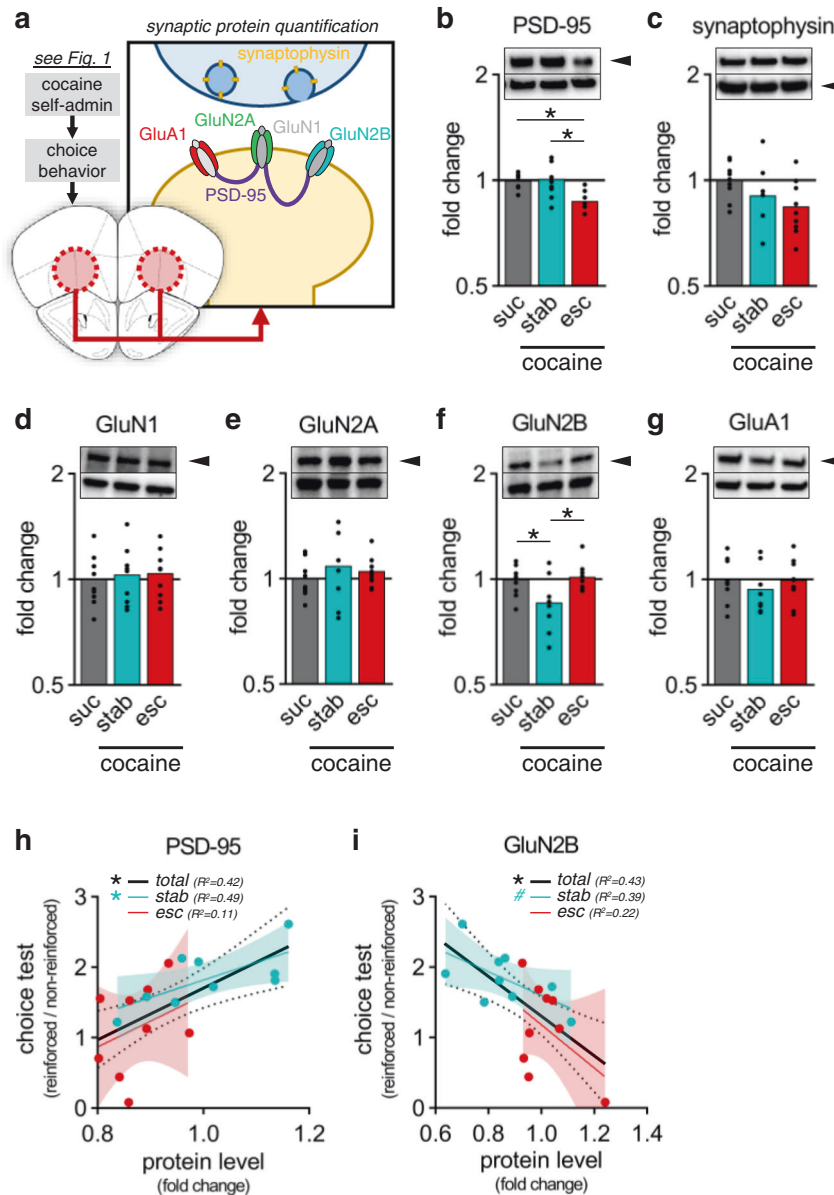 a
synaptic protein quantification
see Fig. 1
cocaine
self-admin
choice
behavior
synaptophysin
GluA1
GluN2A
GluN1
GluN2B
PSD-95
b
PSD-95
2
1
0.5
fold change
*
*
suc
stab
esc
cocaine
c
synaptophysin
2
1
0.5
fold change
suc
stab
esc
cocaine
d
GluN1
2
1
0.5
fold change
suc
stab
esc
cocaine
e
GluN2A
2
1
0.5
fold change
suc
stab
esc
cocaine
f
GluN2B
2
1
0.5
fold change
*
*
suc
stab
esc
cocaine
g
GluA1
2
1
0.5
fold change
suc
stab
esc
cocaine
h
PSD-95
* total (R²=0.42)
* stab (R²=0.49)
esc (R²=0.11)
choice test
(reinforced / non-reinforced)
3
2
1
0
0.8 1.0 1.2
protein level
(fold change)
i
GluN2B
* total (R²=0.43)
# stab (R²=0.39)
esc (R²=0.22)
choice test
(reinforced / non-reinforced)
3
2
1
0
0.6 0.8 1.0 1.2 1.4
protein level
(fold change)